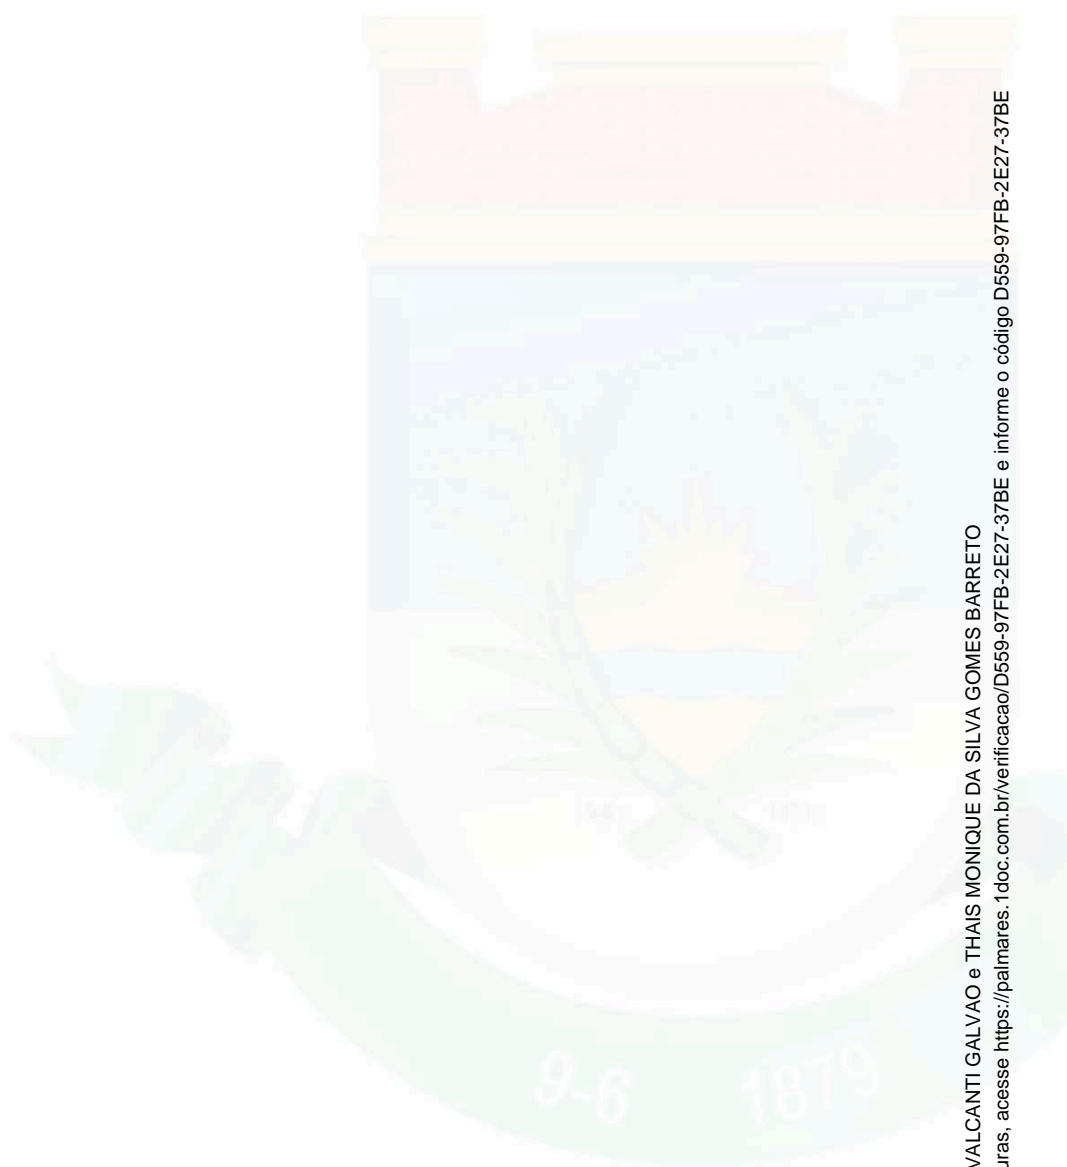 VALCANTI GALVAO e THAIS MONIQUE DA SILVA GOMES BARRETO
uras, acesse https://palmares.1doc.com.br/verificacao/D559-97FB-2E27-37BE e informe o código D559-97FB-2E27-37BE
9-6 1879